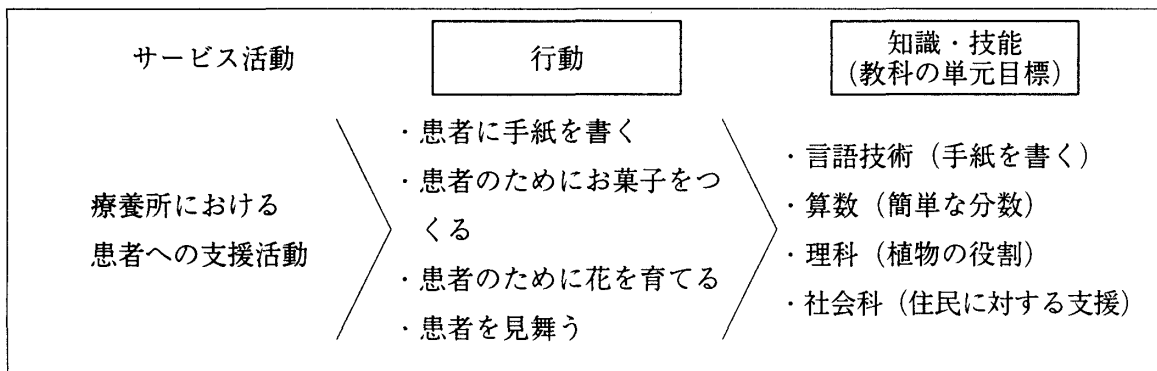 サービス活動
行動
知識・技能
(教科の単元目標)
療養所における
患者への支援活動
・患者に手紙を書く
・患者のためにお菓子をつ
くる
・患者のために花を育てる
・患者を見舞う
・言語技術(手紙を書く)
・算数(簡単な分数)
・理科(植物の役割)
・社会科(住民に対する支援)